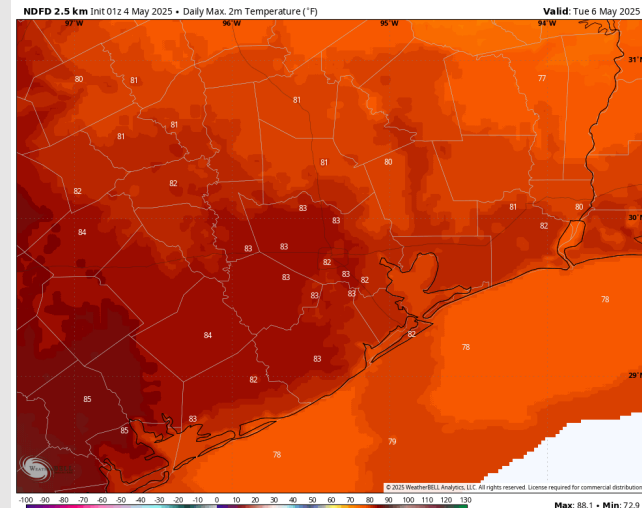 NDFD 2.5 km Init 01z 4 May 2025 • Daily Max. 2m Temperature (°F)
Valid: Tue 6 May 2025
97°W 96°W 95°W 94°W
31°N
80 81 77
81
81
81
81 80
82 82
83 81 80
83 82
30°N
84
83 83
82
83 83 82
83 83
78
82
84 78
83
29°N
82
85
83
85
79
78
© 2025 WeatherBELL Analytics, LLC. All rights reserved. License required for commercial distribution
-100 -90 -80 -70 -60 -50 -40 -30 -20 -10 0 10 20 30 40 50 60 70 80 90 100 110 120 130
Max: 88.1 • Min: 72.9